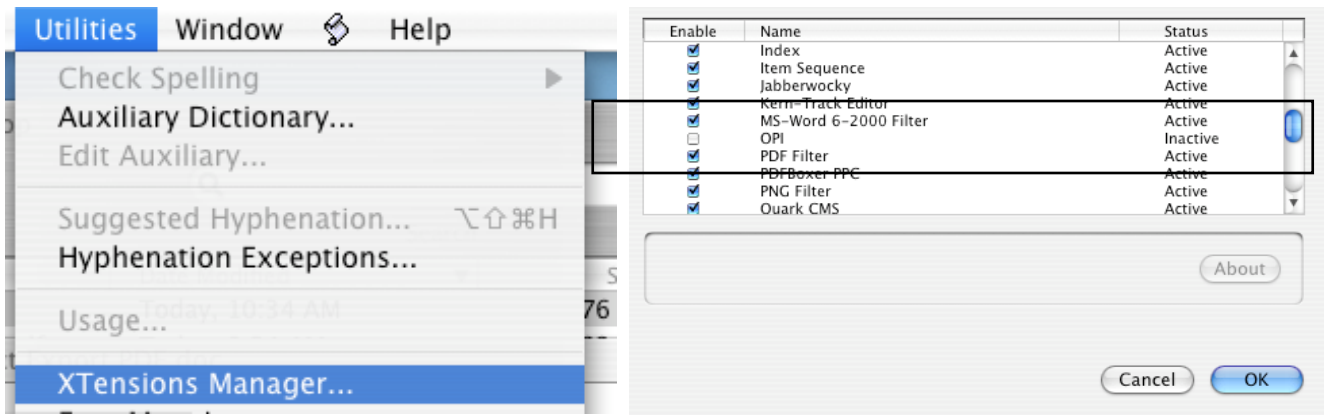 Utilities Window Help
Check Spelling
Auxiliary Dictionary...
Edit Auxiliary...
Suggested Hyphenation... ⌥⇧⌘H
Hyphenation Exceptions...
Today, 10:34 AM
76
Usage...
Export PDF.doc
XTensions Manager...
Enable Name Status
Index Active
Item Sequence Active
Jabberwocky Active
Kern-Track Editor Active
MS-Word 6-2000 Filter Active
OPI Inactive
PDF Filter Active
PDFBoxer PPC Active
PNG Filter Active
Quark CMS Active
About
Cancel OK